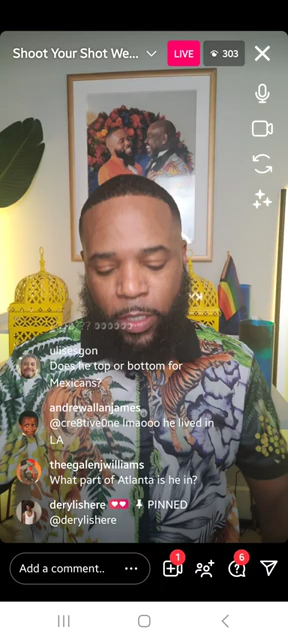 Shoot Your Shot We...
LIVE
303
ulisesgon
Does he top or bottom for
Mexicans?
andrewallanjames
@cre8tive0ne lmaooo he lived in
LA
theegalenjwilliams
What part of Atlanta is he in?
derylishere 💗💗 📌 PINNED
@derylishere
Add a comment..
1
6